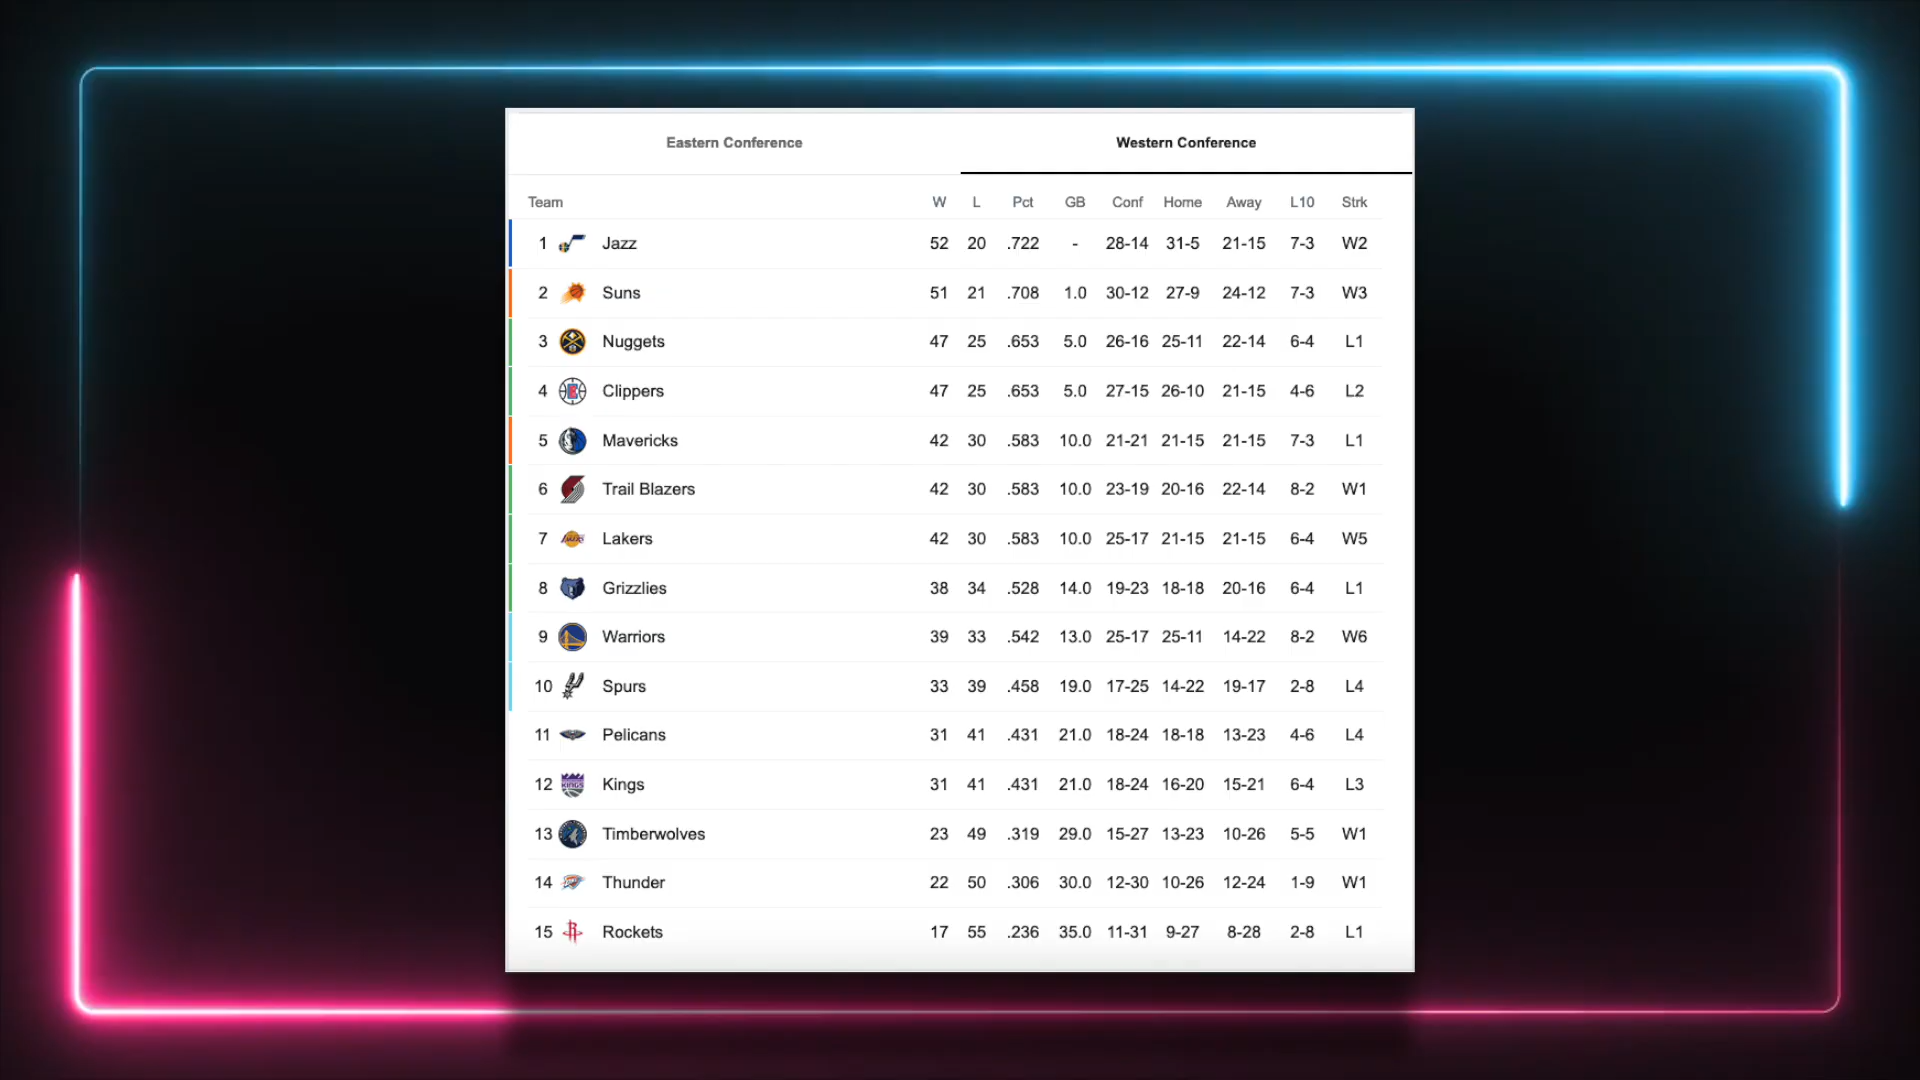 Eastern Conference Western Conference
Team W L Pct GB Conf Home Away L10 Strk
1 Jazz 52 20 .722 - 28-14 31-5 21-15 7-3 W2
2 Suns 51 21 .708 1.0 30-12 27-9 24-12 7-3 W3
3 Nuggets 47 25 .653 5.0 26-16 25-11 22-14 6-4 L1
4 Clippers 47 25 .653 5.0 27-15 26-10 21-15 4-6 L2
5 Mavericks 42 30 .583 10.0 21-21 21-15 21-15 7-3 L1
6 Trail Blazers 42 30 .583 10.0 23-19 20-16 22-14 8-2 W1
7 Lakers 42 30 .583 10.0 25-17 21-15 21-15 6-4 W5
8 Grizzlies 38 34 .528 14.0 19-23 18-18 20-16 6-4 L1
9 Warriors 39 33 .542 13.0 25-17 25-11 14-22 8-2 W6
10 Spurs 33 39 .458 19.0 17-25 14-22 19-17 2-8 L4
11 Pelicans 31 41 .431 21.0 18-24 18-18 13-23 4-6 L4
12 Kings 31 41 .431 21.0 18-24 16-20 15-21 6-4 L3
13 Timberwolves 23 49 .319 29.0 15-27 13-23 10-26 5-5 W1
14 Thunder 22 50 .306 30.0 12-30 10-26 12-24 1-9 W1
15 Rockets 17 55 .236 35.0 11-31 9-27 8-28 2-8 L1